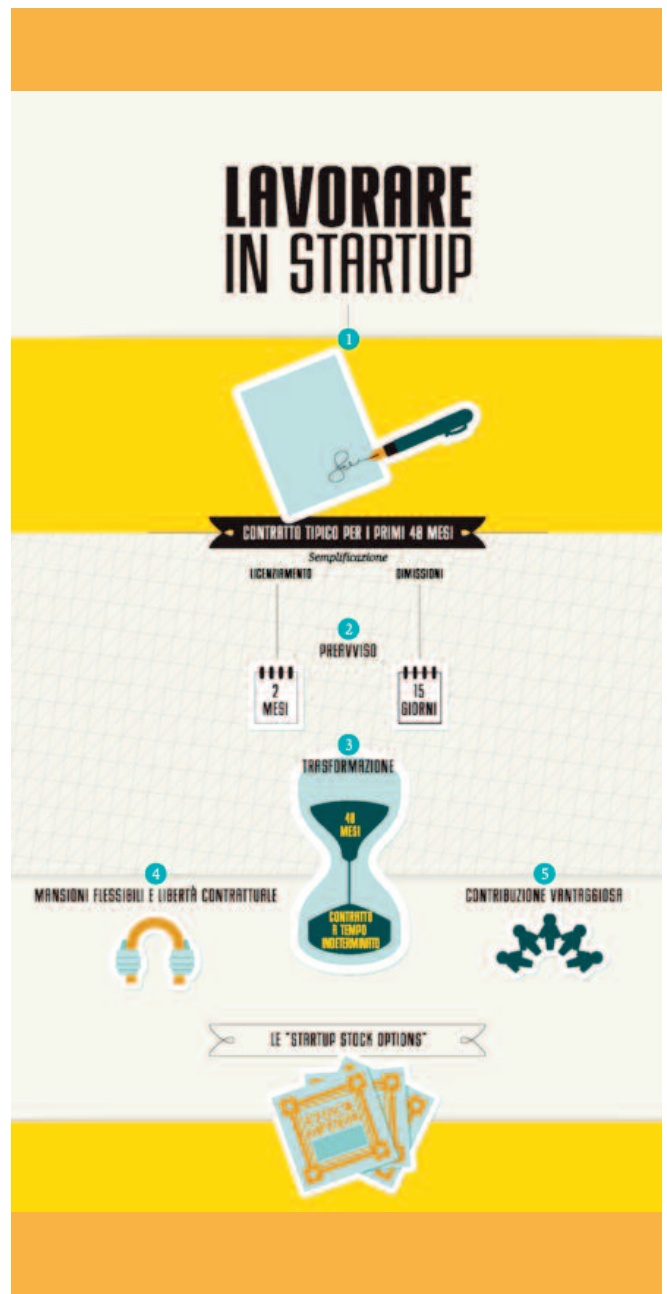 LAVORARE
IN STARTUP
1
CONTRATTO TIPICO PER I PRIMI 48 MESI
Semplificazione
LICENZIAMENTO
DIMISSIONI
2
PREAVVISO
2
MESI
15
GIORNI
3
TRASFORMAZIONE
48
MESI
CONTRATTO
A TEMPO
INDETERMINATO
4
MANSIONI FLESSIBILI E LIBERTÀ CONTRATTUALE
5
CONTRIBUZIONE VANTAGGIOSA
LE "STARTUP STOCK OPTIONS"